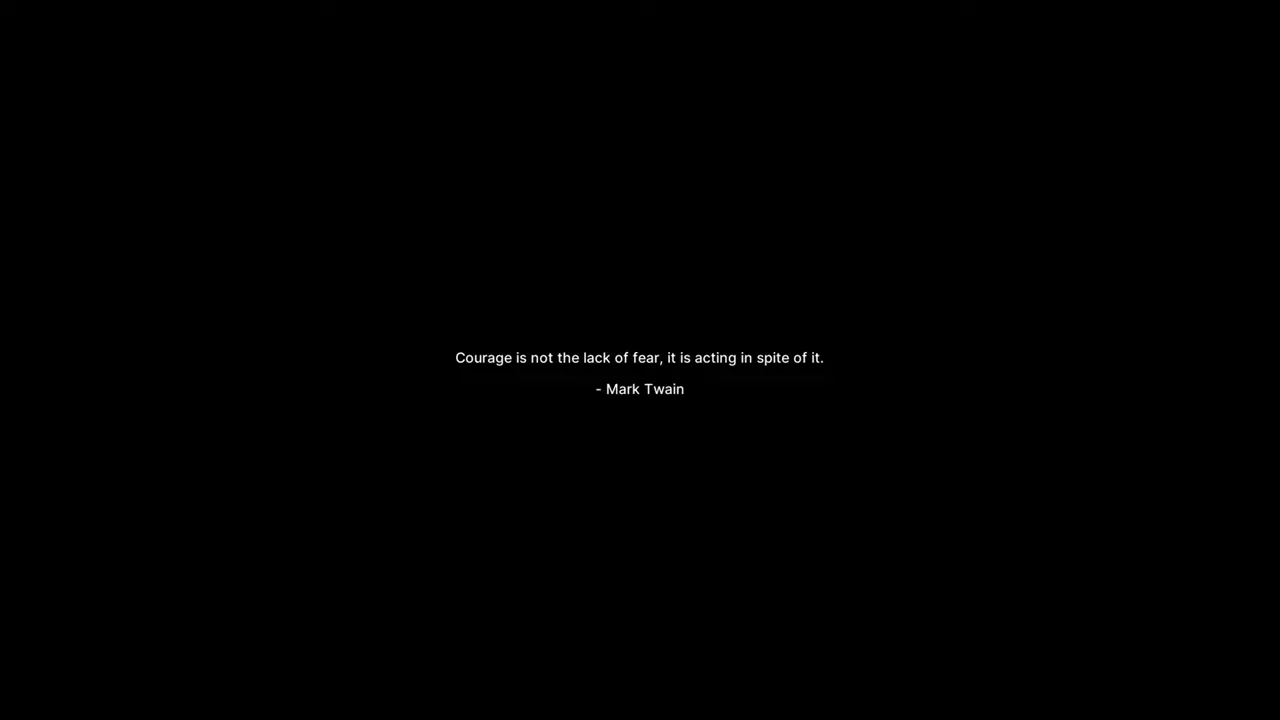 Courage is not the lack of fear, it is acting in spite of it.
- Mark Twain